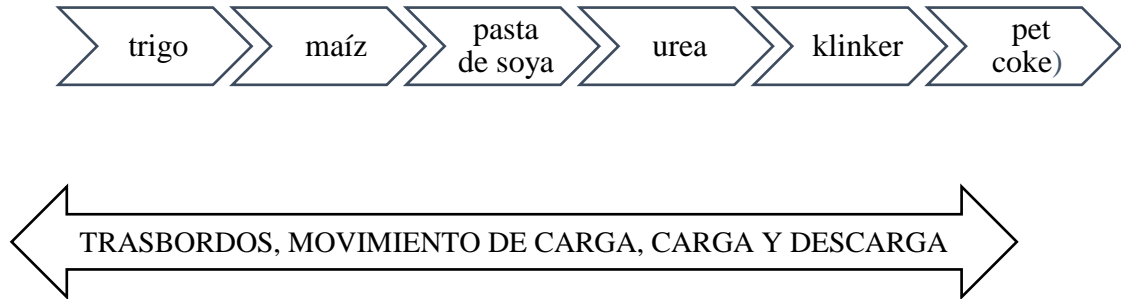 trigo
maíz
pasta
de soya
urea
klinker
pet
coke)
TRASBORDOS, MOVIMIENTO DE CARGA, CARGA Y DESCARGA